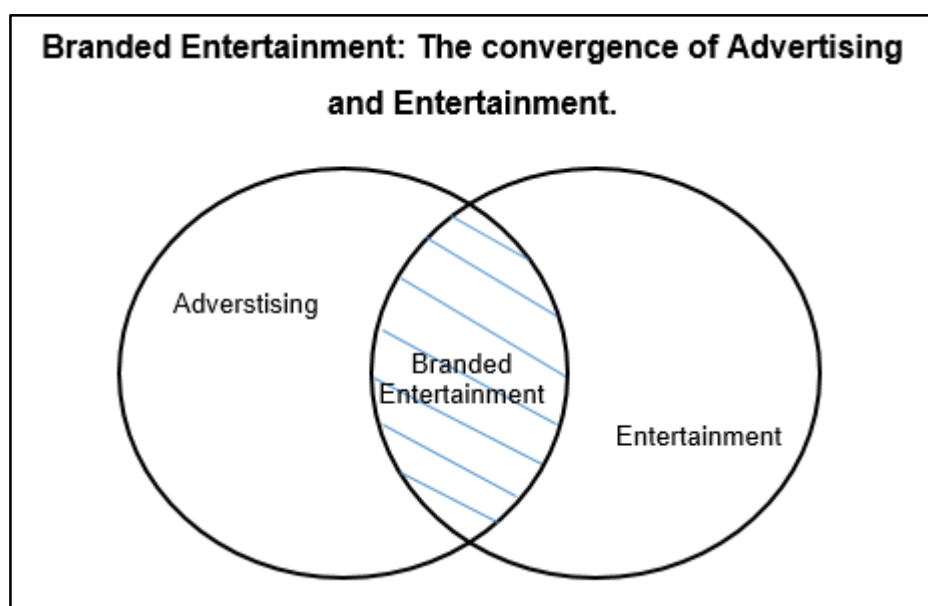 Branded Entertainment: The convergence of Advertising
and Entertainment.
Adverstising
Branded
Entertainment
Entertainment